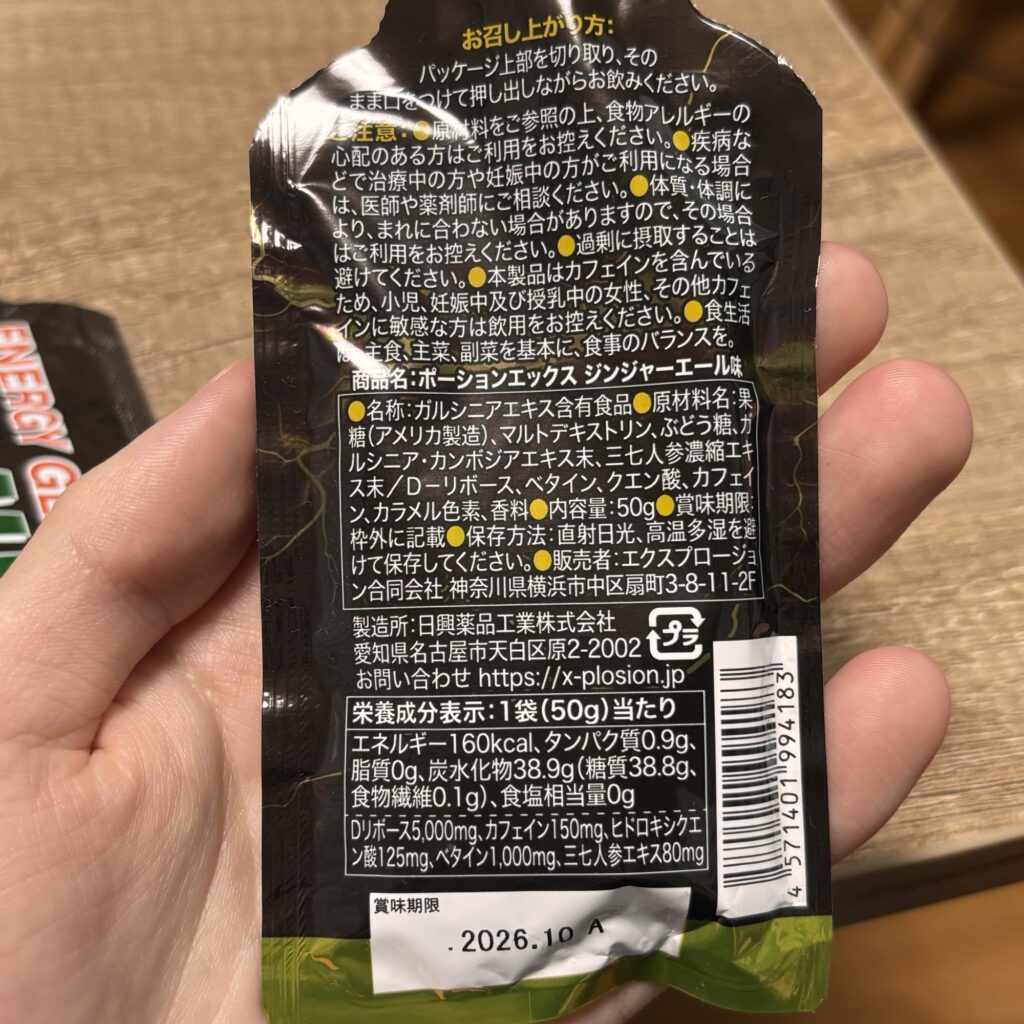 お召し上がり方:
パッケージ上部を切り取り、その
まま口をつけて押し出しながらお飲みください。
ご注意:●原材料をご参照の上、食物アレルギーの
心配のある方はご利用をお控えください。●疾病な
どで治療中の方や妊娠中の方がご利用になる場合
は、医師や薬剤師にご相談ください。●体質・体調に
より、まれに合わない場合がありますので、その場合
はご利用をお控えください。●過剰に摂取することは
避けてください。●本製品はカフェインを含んでいる
ため、小児、妊娠中及び授乳中の女性、その他カフェ
インに敏感な方は飲用をお控えください。●食生活
は、主食、主菜、副菜を基本に、食事のバランスを。
商品名:ポーションエックス ジンジャーエール味
●名称:ガルシニアエキス含有食品●原材料名:果
糖(アメリカ製造)、マルトデキストリン、ぶどう糖、ガ
ルシニア・カンボジアエキス末、三七人参濃縮エキ
ス末/D-リボース、ベタイン、クエン酸、カフェイ
ン、カラメル色素、香料●内容量:50g●賞味期限:
枠外に記載●保存方法:直射日光、高温多湿を避
けて保存してください。●販売者:エクスプロージョ
ン合同会社 神奈川県横浜市中区扇町3-8-11-2F
製造所:日興薬品工業株式会社
愛知県名古屋市天白区原2-2002
プラ
お問い合わせ https://x-plosion.jp
栄養成分表示:1袋(50g)当たり
エネルギー160kcal、タンパク質0.9g、
脂質0g、炭水化物38.9g(糖質38.8g、
食物繊維0.1g)、食塩相当量0g
Dリボース5,000mg、カフェイン150mg、ヒドロキシクエ
ン酸125mg、ベタイン1,000mg、三七人参エキス80mg
4 571401 994183
賞味期限
.2026.10 A
ENERGY